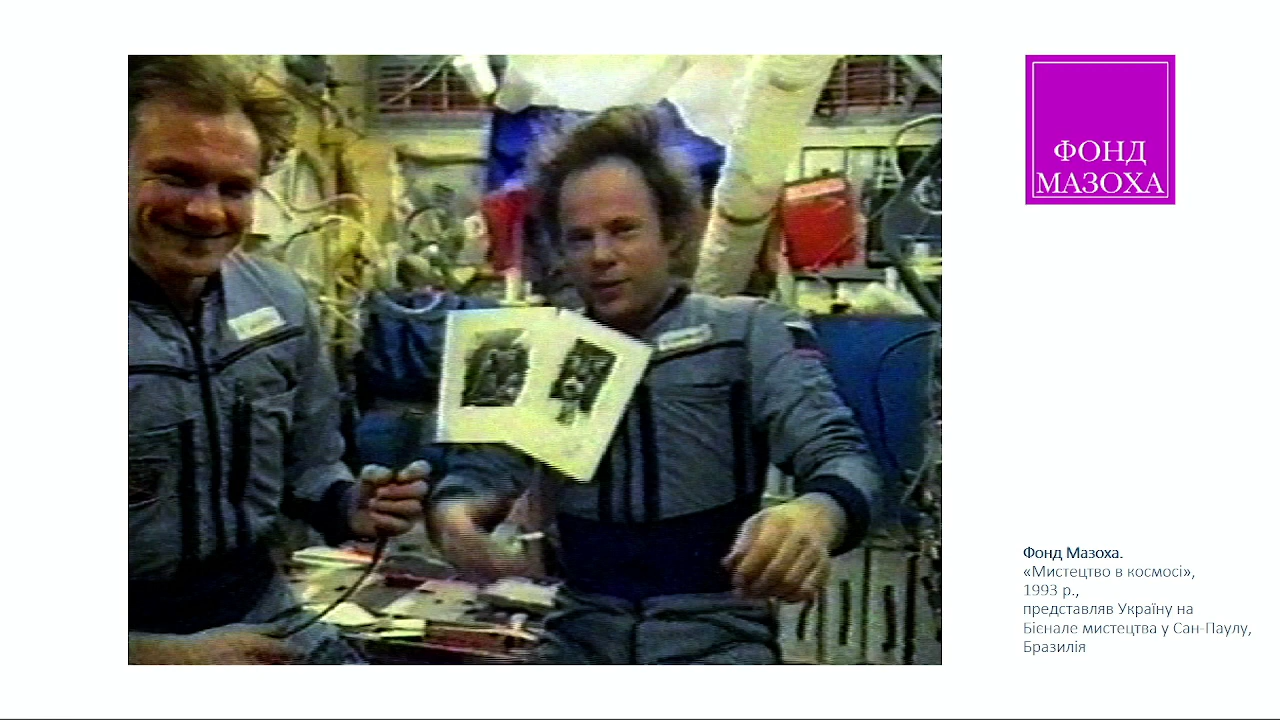 ФОНД
МАЗОХА
Фонд Мазоха.
«Мистецтво в космосі»,
1993 р.,
представляв Україну на
Бієнале мистецтва у Сан-Паулу,
Бразилія